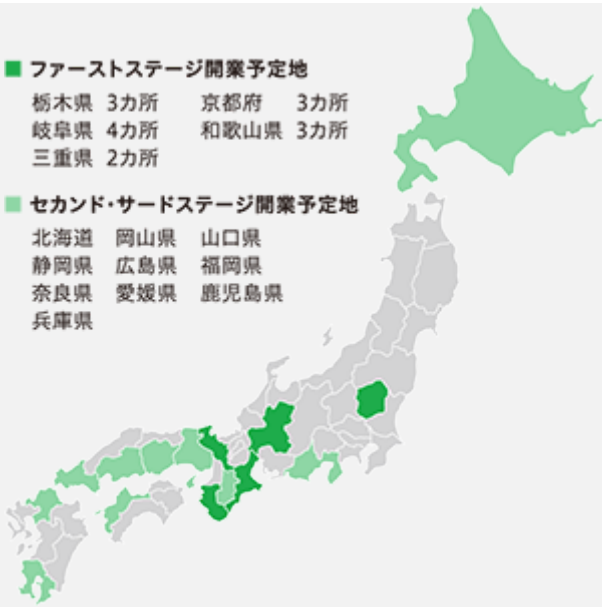 ファーストステージ開業予定地
栃木県 3カ所 京都府 3カ所
岐阜県 4カ所 和歌山県 3カ所
三重県 2カ所
セカンド・サードステージ開業予定地
北海道 岡山県 山口県
静岡県 広島県 福岡県
奈良県 愛媛県 鹿児島県
兵庫県